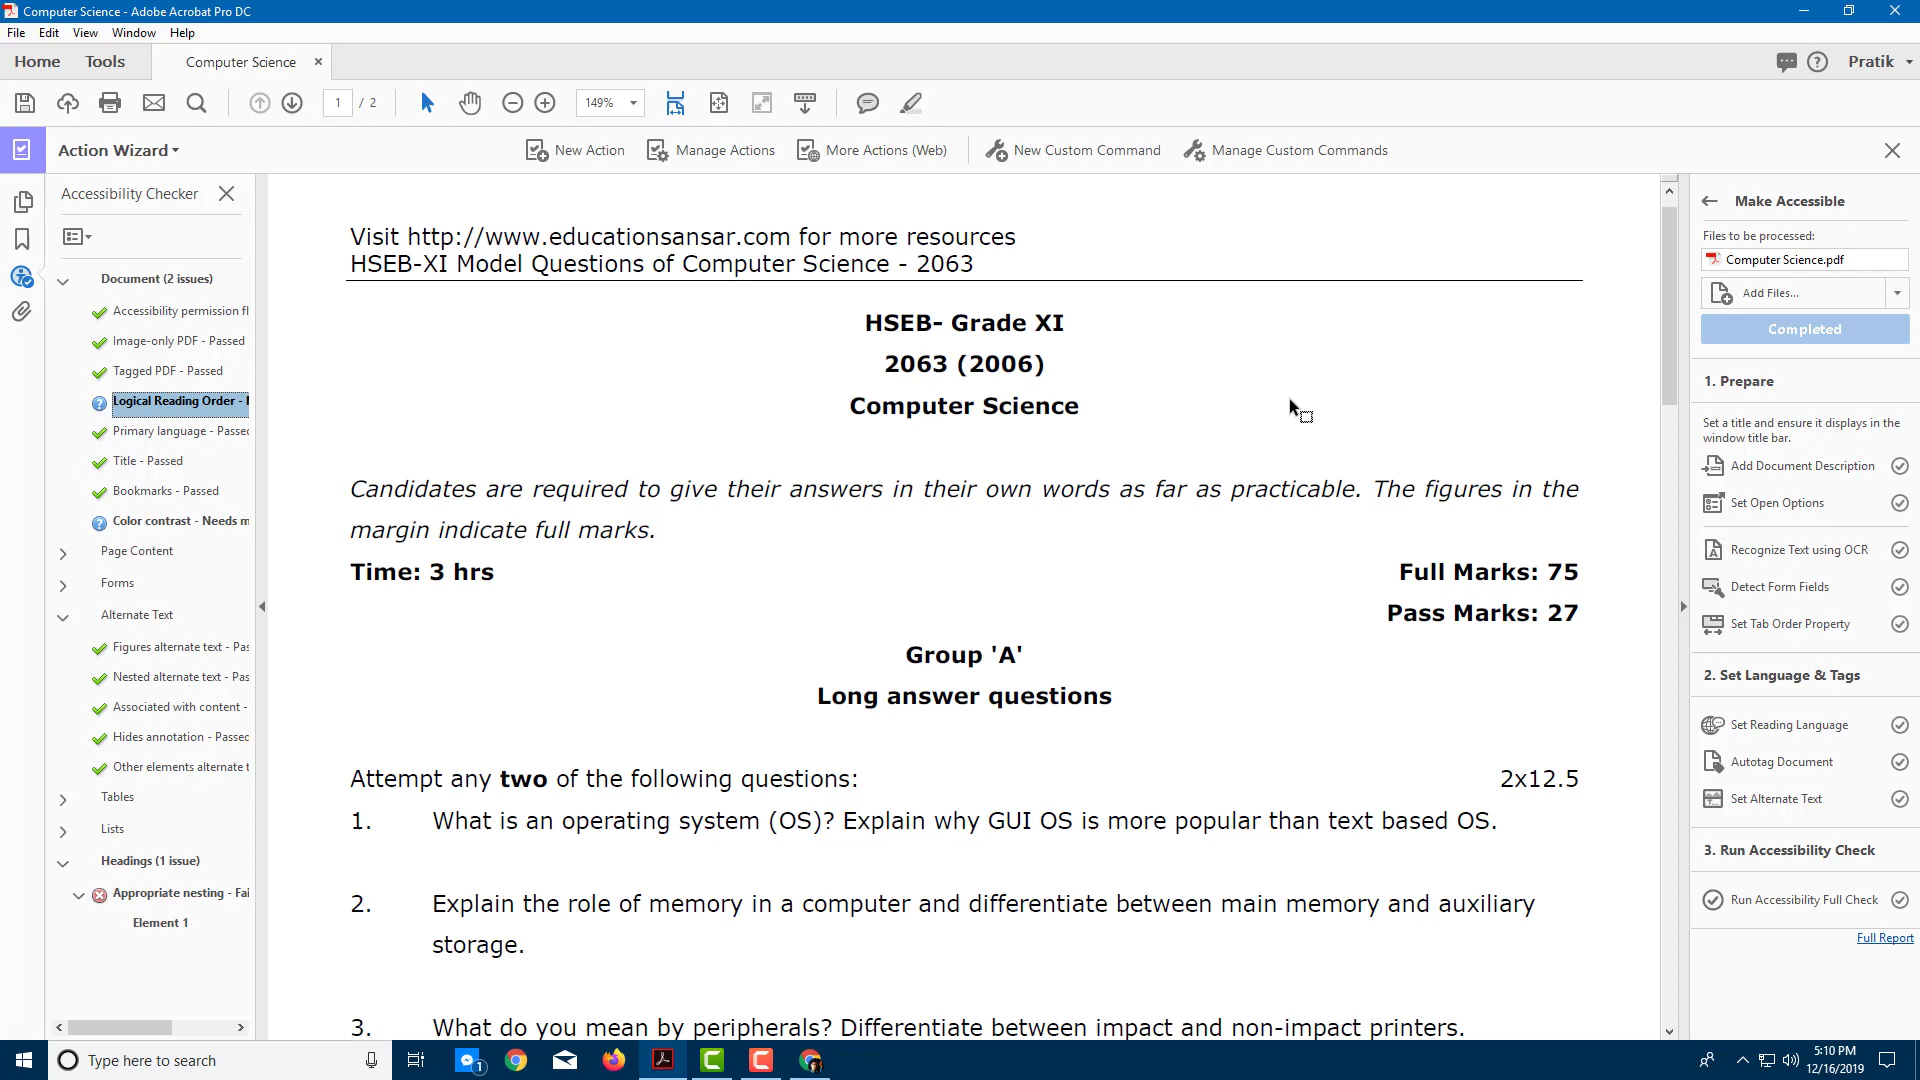 Computer Science - Adobe Acrobat Pro DC
File Edit View Window Help
Home Tools Computer Science Pratik
1 / 2 149%
Action Wizard New Action Manage Actions More Actions (Web) New Custom Command Manage Custom Commands
Accessibility Checker
Document (2 issues)
Accessibility permission fl
Image-only PDF - Passed
Tagged PDF - Passed
Logical Reading Order -
Primary language - Passed
Title - Passed
Bookmarks - Passed
Color contrast - Needs m
Page Content
Forms
Alternate Text
Figures alternate text - Pas
Nested alternate text - Pas
Associated with content -
Hides annotation - Passed
Other elements alternate t
Tables
Lists
Headings (1 issue)
Appropriate nesting - Fai
Element 1
Visit http://www.educationsansar.com for more resources
HSEB-XI Model Questions of Computer Science - 2063
HSEB- Grade XI
2063 (2006)
Computer Science
Candidates are required to give their answers in their own words as far as practicable. The figures in the
margin indicate full marks.
Time: 3 hrs Full Marks: 75
Pass Marks: 27
Group 'A'
Long answer questions
Attempt any two of the following questions: 2x12.5
1. What is an operating system (OS)? Explain why GUI OS is more popular than text based OS.
2. Explain the role of memory in a computer and differentiate between main memory and auxiliary
storage.
3. What do you mean by peripherals? Differentiate between impact and non-impact printers.
Make Accessible
Files to be processed:
Computer Science.pdf
Add Files...
Completed
1. Prepare
Set a title and ensure it displays in the
window title bar.
Add Document Description
Set Open Options
Recognize Text using OCR
Detect Form Fields
Set Tab Order Property
2. Set Language & Tags
Set Reading Language
Autotag Document
Set Alternate Text
3. Run Accessibility Check
Run Accessibility Full Check
Full Report
Type here to search
1
5:10 PM
12/16/2019